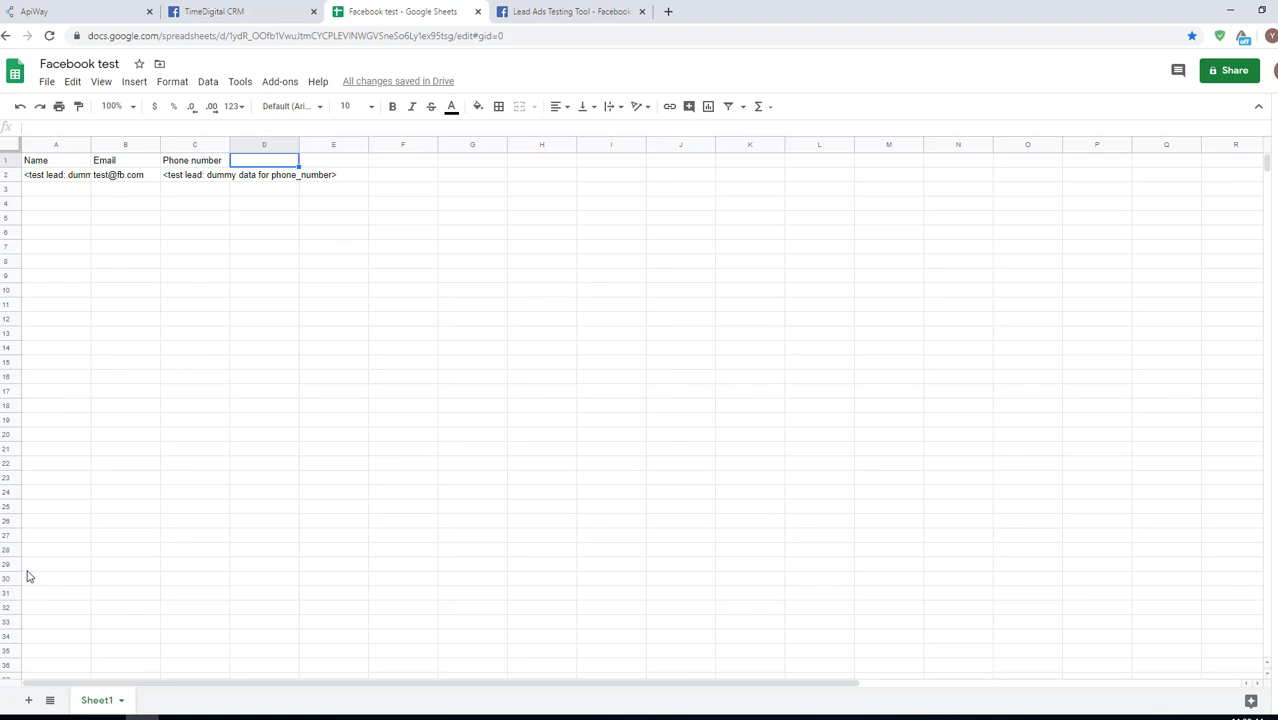 ApiWay
TimeDigital CRM
Facebook test - Google Sheets
Lead Ads Testing Tool - Facebook
docs.google.com/spreadsheets/d/1ydR_OOfb1VwuJtmCYCPLEVINWGVSneSo6Ly1ex95tsg/edit#gid=0
off
Y
Facebook test
File Edit View Insert Format Data Tools Add-ons Help All changes saved in Drive
Share
100% $ % .0 .00 123 Default (Ari... 10 B I S A
fx
A B C D E F G H I J K L M N O P Q R
1 Name Email Phone number
2 <test lead: dumm test@fb.com <test lead: dummy data for phone_number>
3
4
5
6
7
8
9
10
11
12
13
14
15
16
17
18
19
20
21
22
23
24
25
26
27
28
29
30
31
32
33
34
35
36
Sheet1